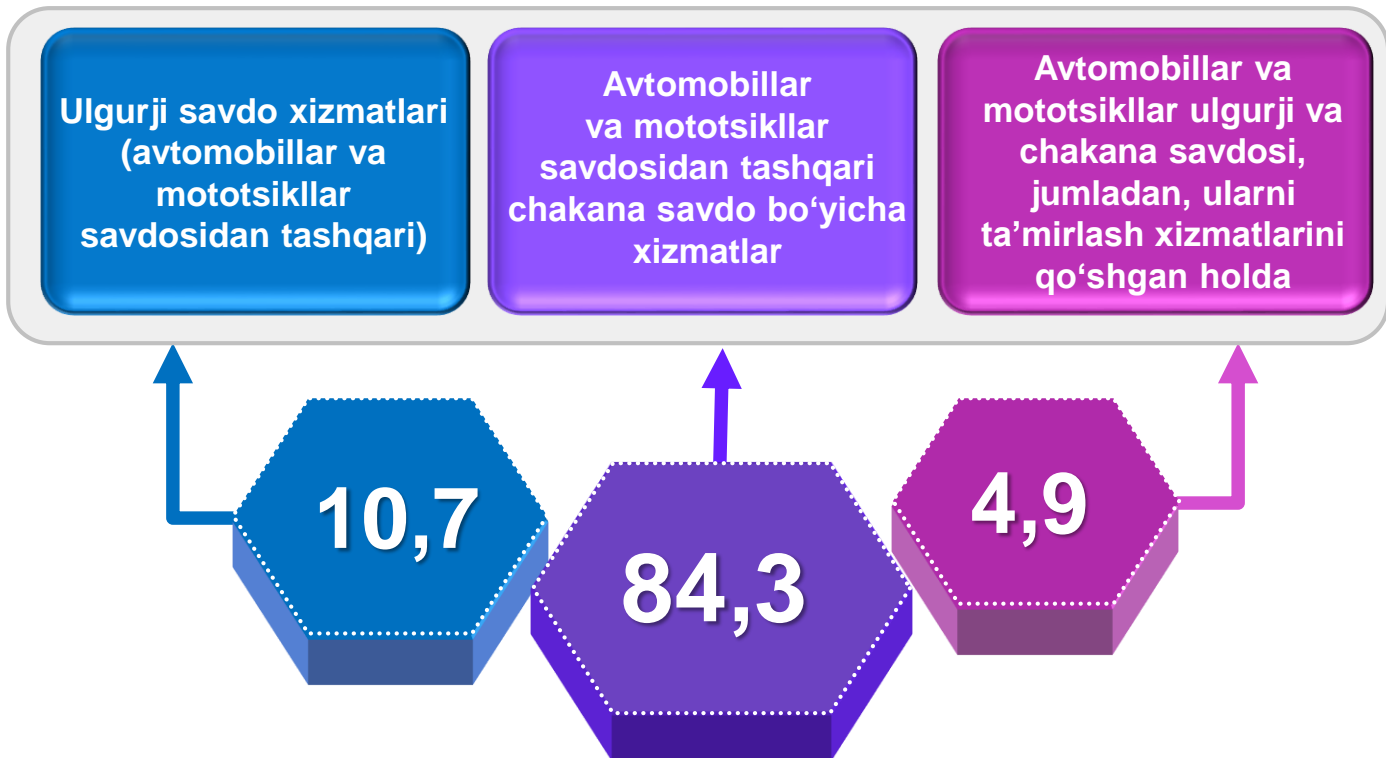 Ulgurji savdo xizmatlari
(avtomobillar va
mototsikllar
savdosidan tashqari)
Avtomobillar
va mototsikllar
savdosidan tashqari
chakana savdo bo‘yicha
xizmatlar
Avtomobillar va
mototsikllar ulgurji va
chakana savdosi,
jumladan, ularni
ta’mirlash xizmatlarini
qo‘shgan holda
10,7
84,3
4,9